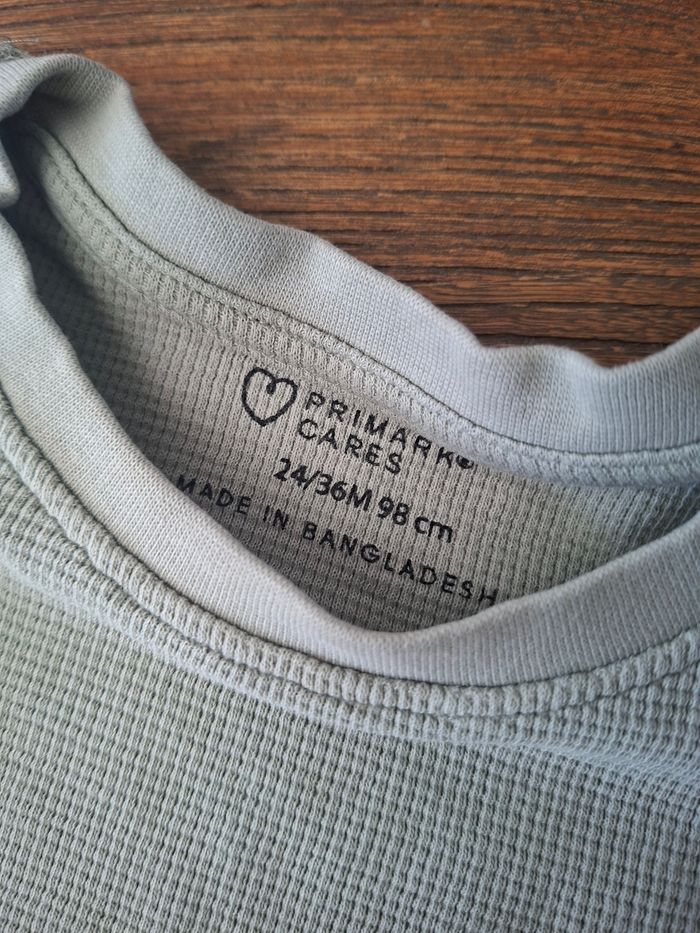 PRIMARK®
CARES
24/36M 98 cm
MADE IN BANGLADESH